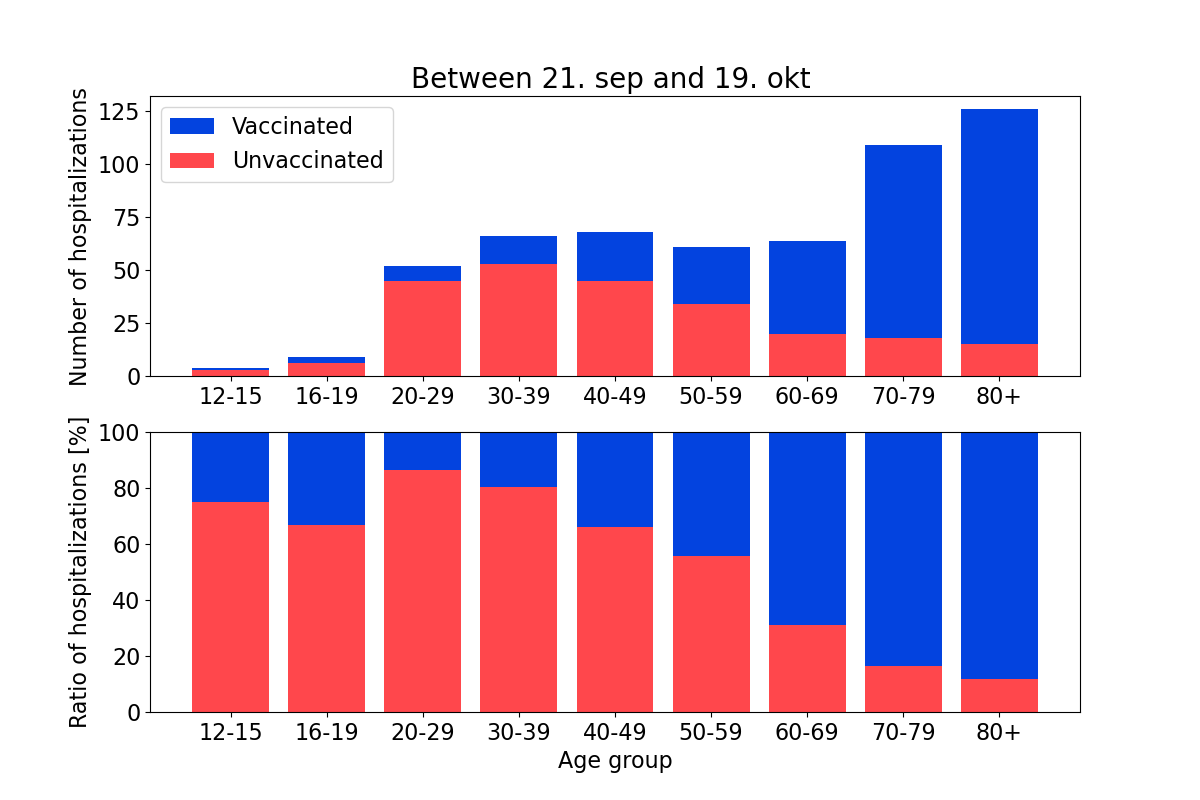 Between 21. sep and 19. okt
Number of hospitalizations
125
100
75
50
25
0
Vaccinated
Unvaccinated
12-15 16-19 20-29 30-39 40-49 50-59 60-69 70-79 80+
Ratio of hospitalizations [%]
100
80
60
40
20
0
12-15 16-19 20-29 30-39 40-49 50-59 60-69 70-79 80+
Age group